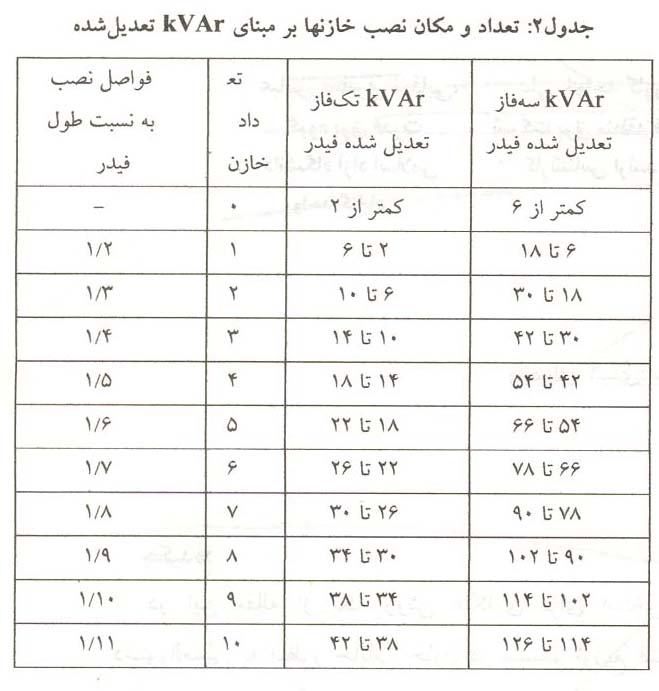 جدول۲: تعداد و مکان نصب خازنها بر مبنای kVAr تعدیل‌شده
kVAr سه‌فاز تعدیل شده فیدر | kVAr تک‌فاز تعدیل شده فیدر | تعداد خازن | فواصل نصب به نسبت طول فیدر
کمتر از ۶ | کمتر از ۲ | ۰ | –
۶ تا ۱۸ | ۲ تا ۶ | ۱ | ۱/۲
۱۸ تا ۳۰ | ۶ تا ۱۰ | ۲ | ۱/۳
۳۰ تا ۴۲ | ۱۰ تا ۱۴ | ۳ | ۱/۴
۴۲ تا ۵۴ | ۱۴ تا ۱۸ | ۴ | ۱/۵
۵۴ تا ۶۶ | ۱۸ تا ۲۲ | ۵ | ۱/۶
۶۶ تا ۷۸ | ۲۲ تا ۲۶ | ۶ | ۱/۷
۷۸ تا ۹۰ | ۲۶ تا ۳۰ | ۷ | ۱/۸
۹۰ تا ۱۰۲ | ۳۰ تا ۳۴ | ۸ | ۱/۹
۱۰۲ تا ۱۱۴ | ۳۴ تا ۳۸ | ۹ | ۱/۱۰
۱۱۴ تا ۱۲۶ | ۳۸ تا ۴۲ | ۱۰ | ۱/۱۱